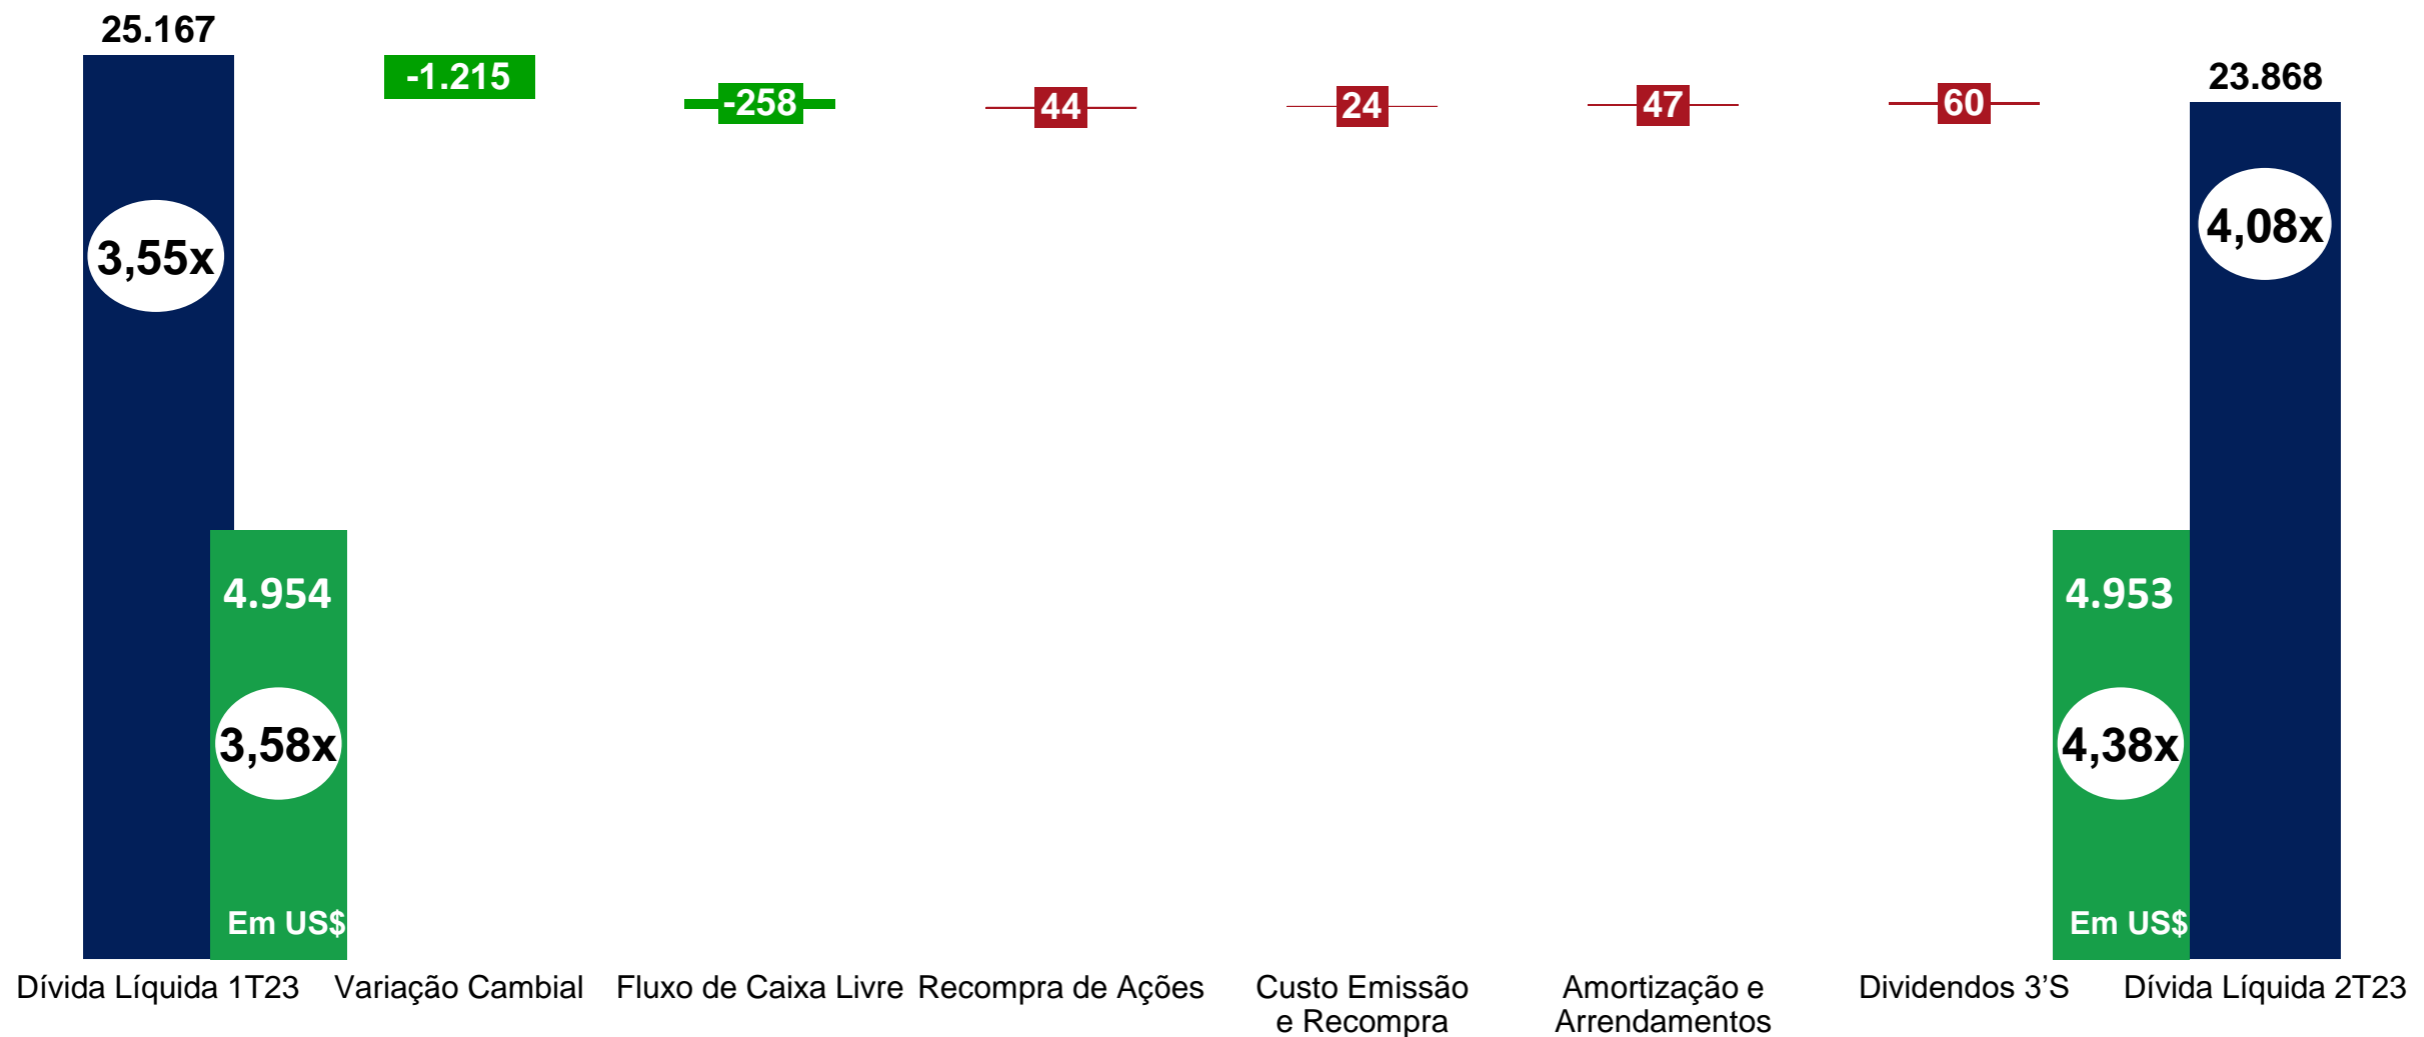 25.167
-1.215
-258
44
24
47
60
23.868
3,55x
4,08x
4.954
4.953
3,58x
4,38x
Em US$
Em US$
Dívida Líquida 1T23
Variação Cambial
Fluxo de Caixa Livre
Recompra de Ações
Custo Emissão
e Recompra
Amortização e
Arrendamentos
Dividendos 3’S
Dívida Líquida 2T23